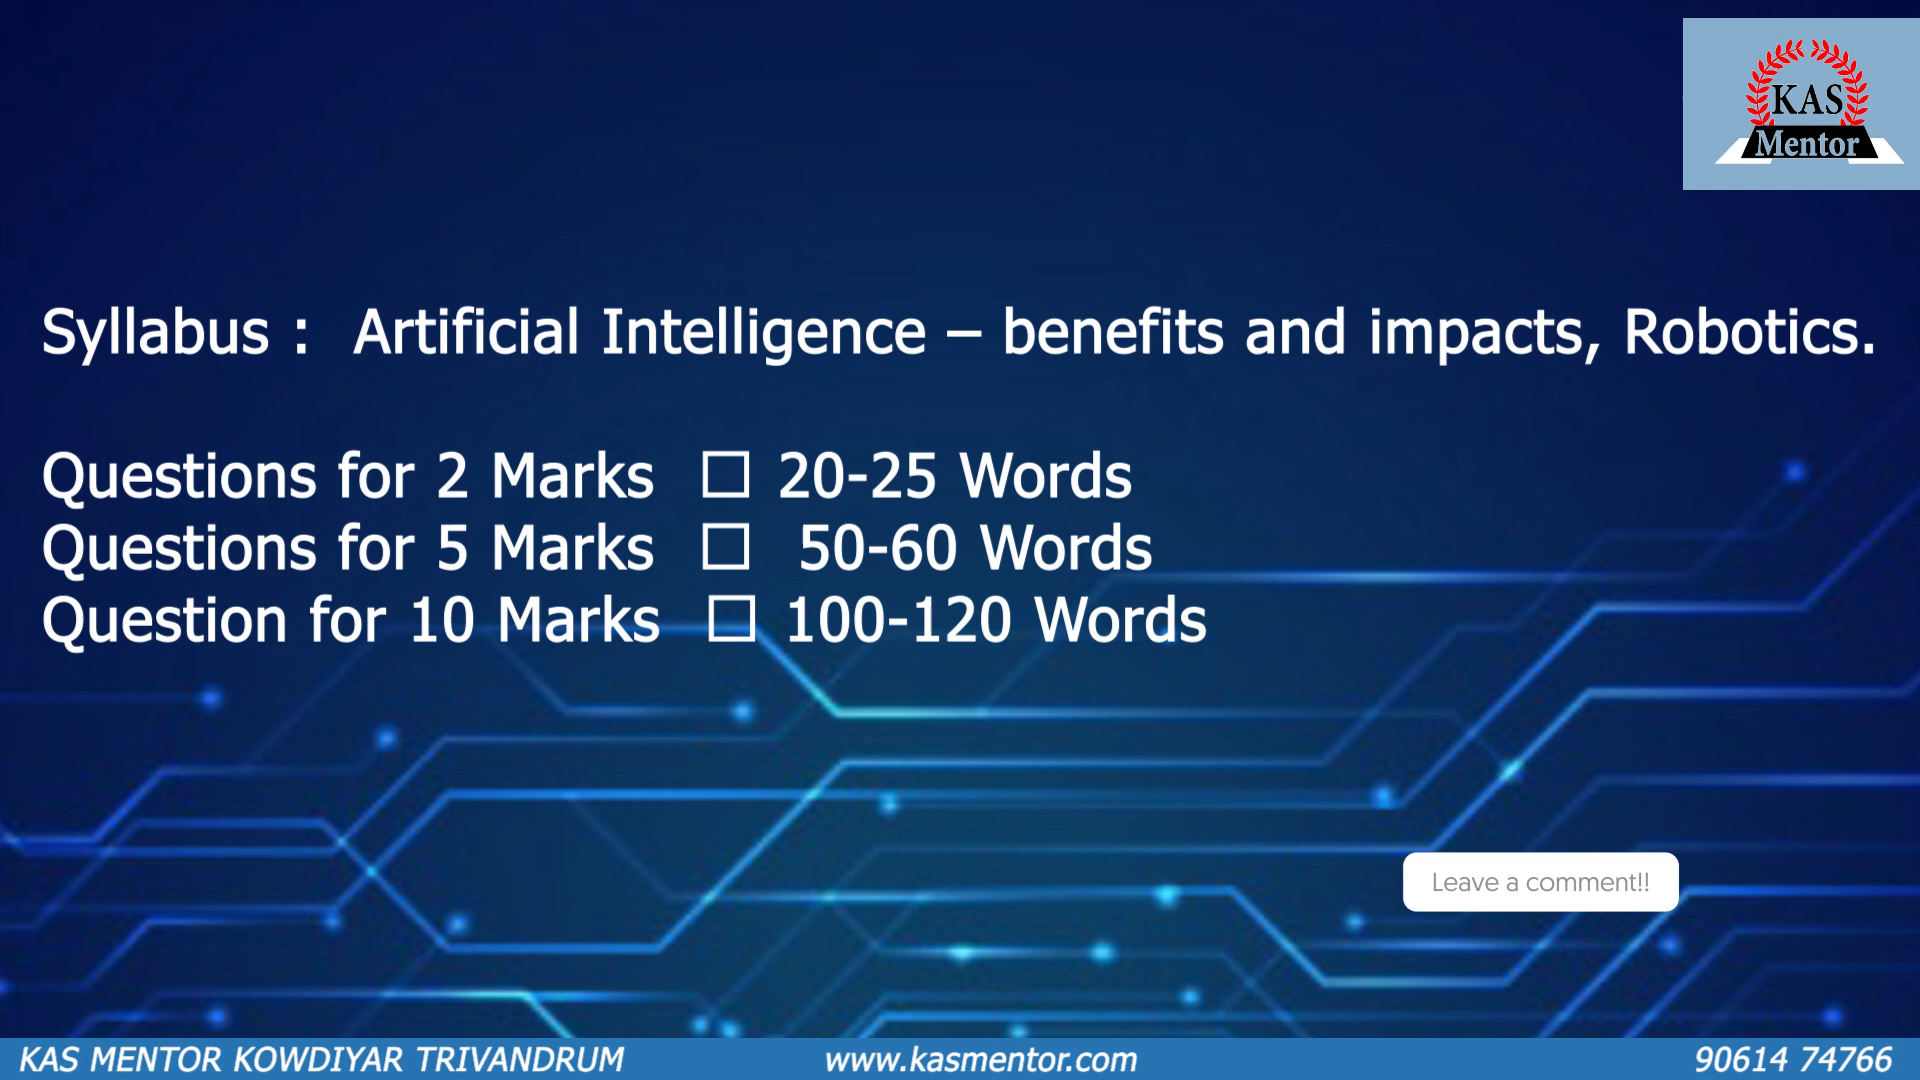 KAS
Mentor
Syllabus : Artificial Intelligence – benefits and impacts, Robotics.
Questions for 2 Marks ☐ 20-25 Words
Questions for 5 Marks ☐ 50-60 Words
Question for 10 Marks ☐ 100-120 Words
Leave a comment!!
KAS MENTOR KOWDIYAR TRIVANDRUM www.kasmentor.com 90614 74766